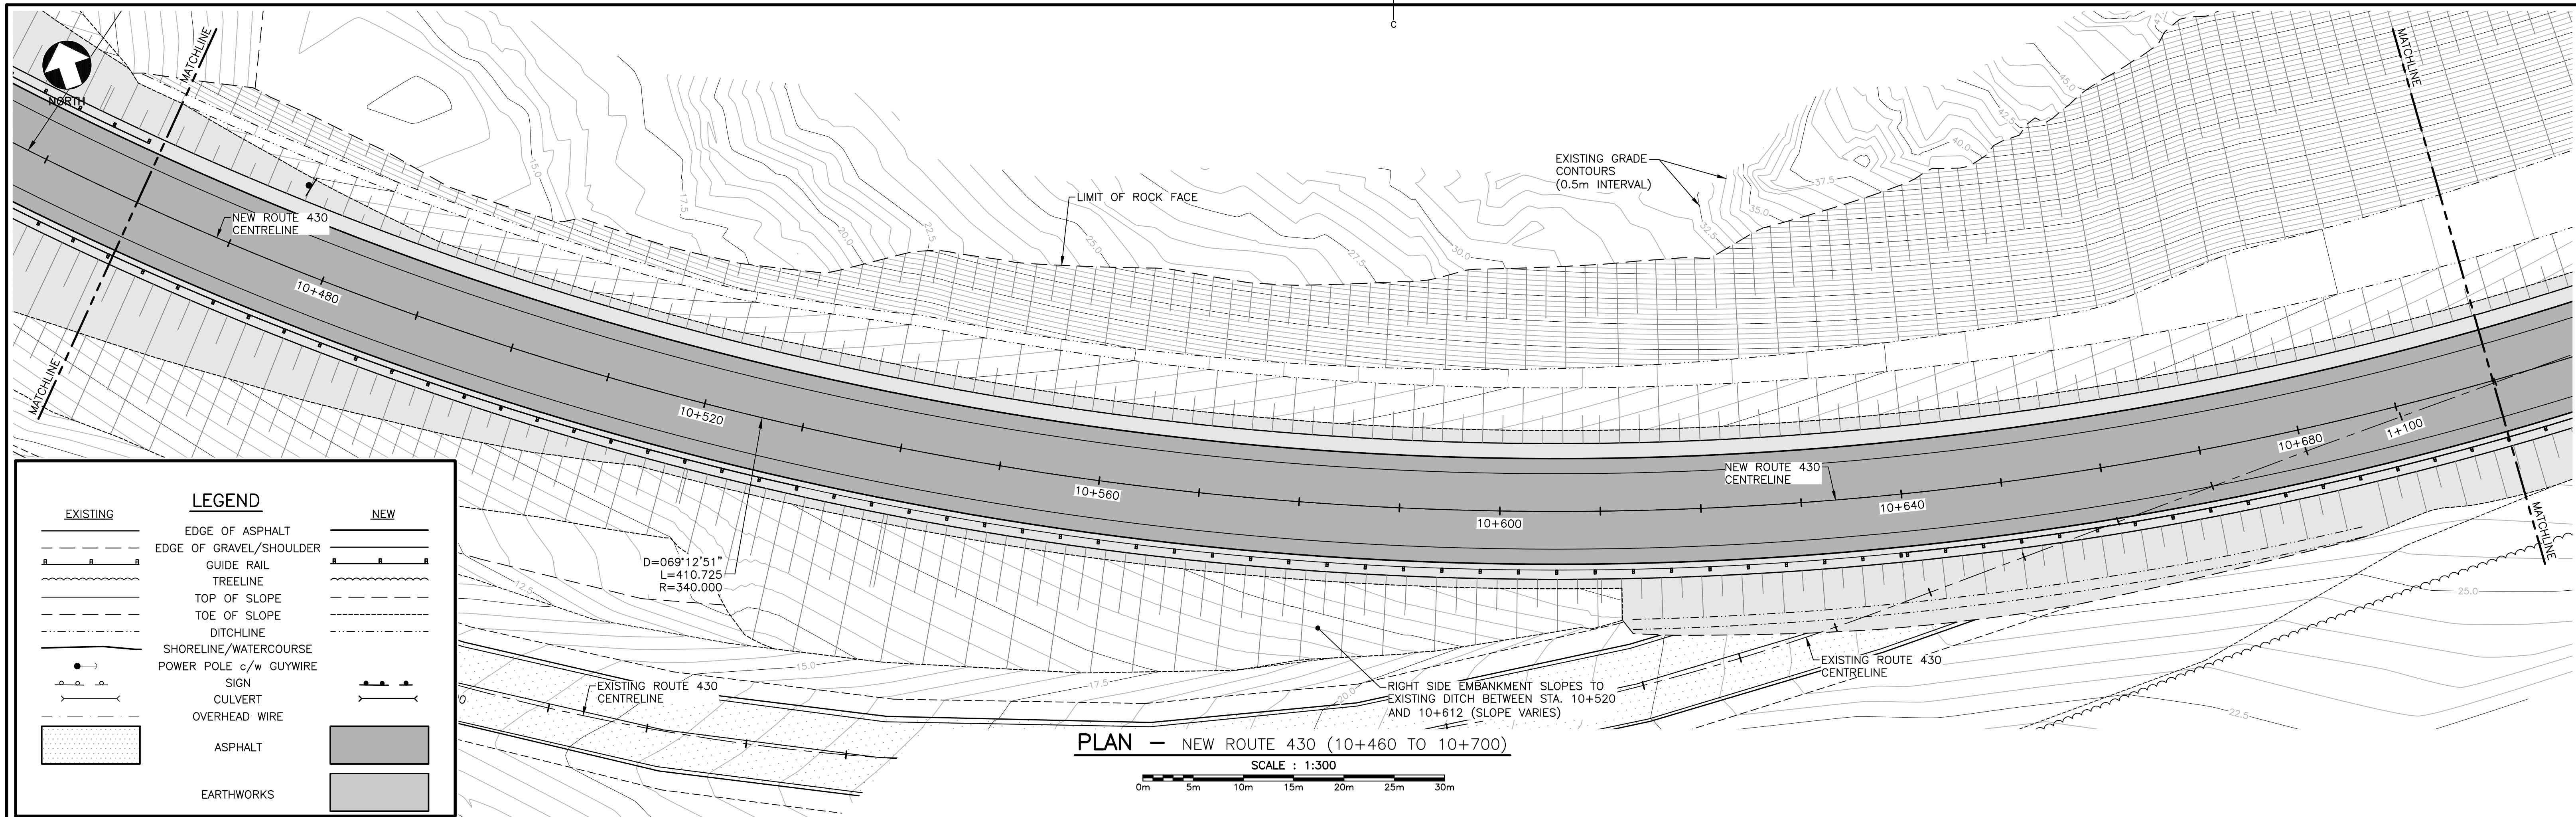 C
NORTH
MATCHLINE
MATCHLINE
NEW ROUTE 430
CENTRELINE
10+480
15.0
17.5
20.0
22.5
25.0
27.5
30.0
LIMIT OF ROCK FACE
EXISTING GRADE
CONTOURS
(0.5m INTERVAL)
32.5
35.0
37.5
40.0
42.5
45.0
47.
MATCHLINE
MATCHLINE
10+520
10+560
10+600
NEW ROUTE 430
CENTRELINE
10+640
10+680
1+100
D=069°12'51"
L=410.725
R=340.000
12.5
15.0
17.5
20.0
22.5
25.0
EXISTING ROUTE 430
CENTRELINE
EXISTING ROUTE 430
CENTRELINE
RIGHT SIDE EMBANKMENT SLOPES TO
EXISTING DITCH BETWEEN STA. 10+520
AND 10+612 (SLOPE VARIES)
LEGEND
EXISTING NEW
EDGE OF ASPHALT
EDGE OF GRAVEL/SHOULDER
GUIDE RAIL
TREELINE
TOP OF SLOPE
TOE OF SLOPE
DITCHLINE
SHORELINE/WATERCOURSE
POWER POLE c/w GUYWIRE
SIGN
CULVERT
OVERHEAD WIRE
ASPHALT
EARTHWORKS
PLAN – NEW ROUTE 430 (10+460 TO 10+700)
SCALE : 1:300
0m 5m 10m 15m 20m 25m 30m